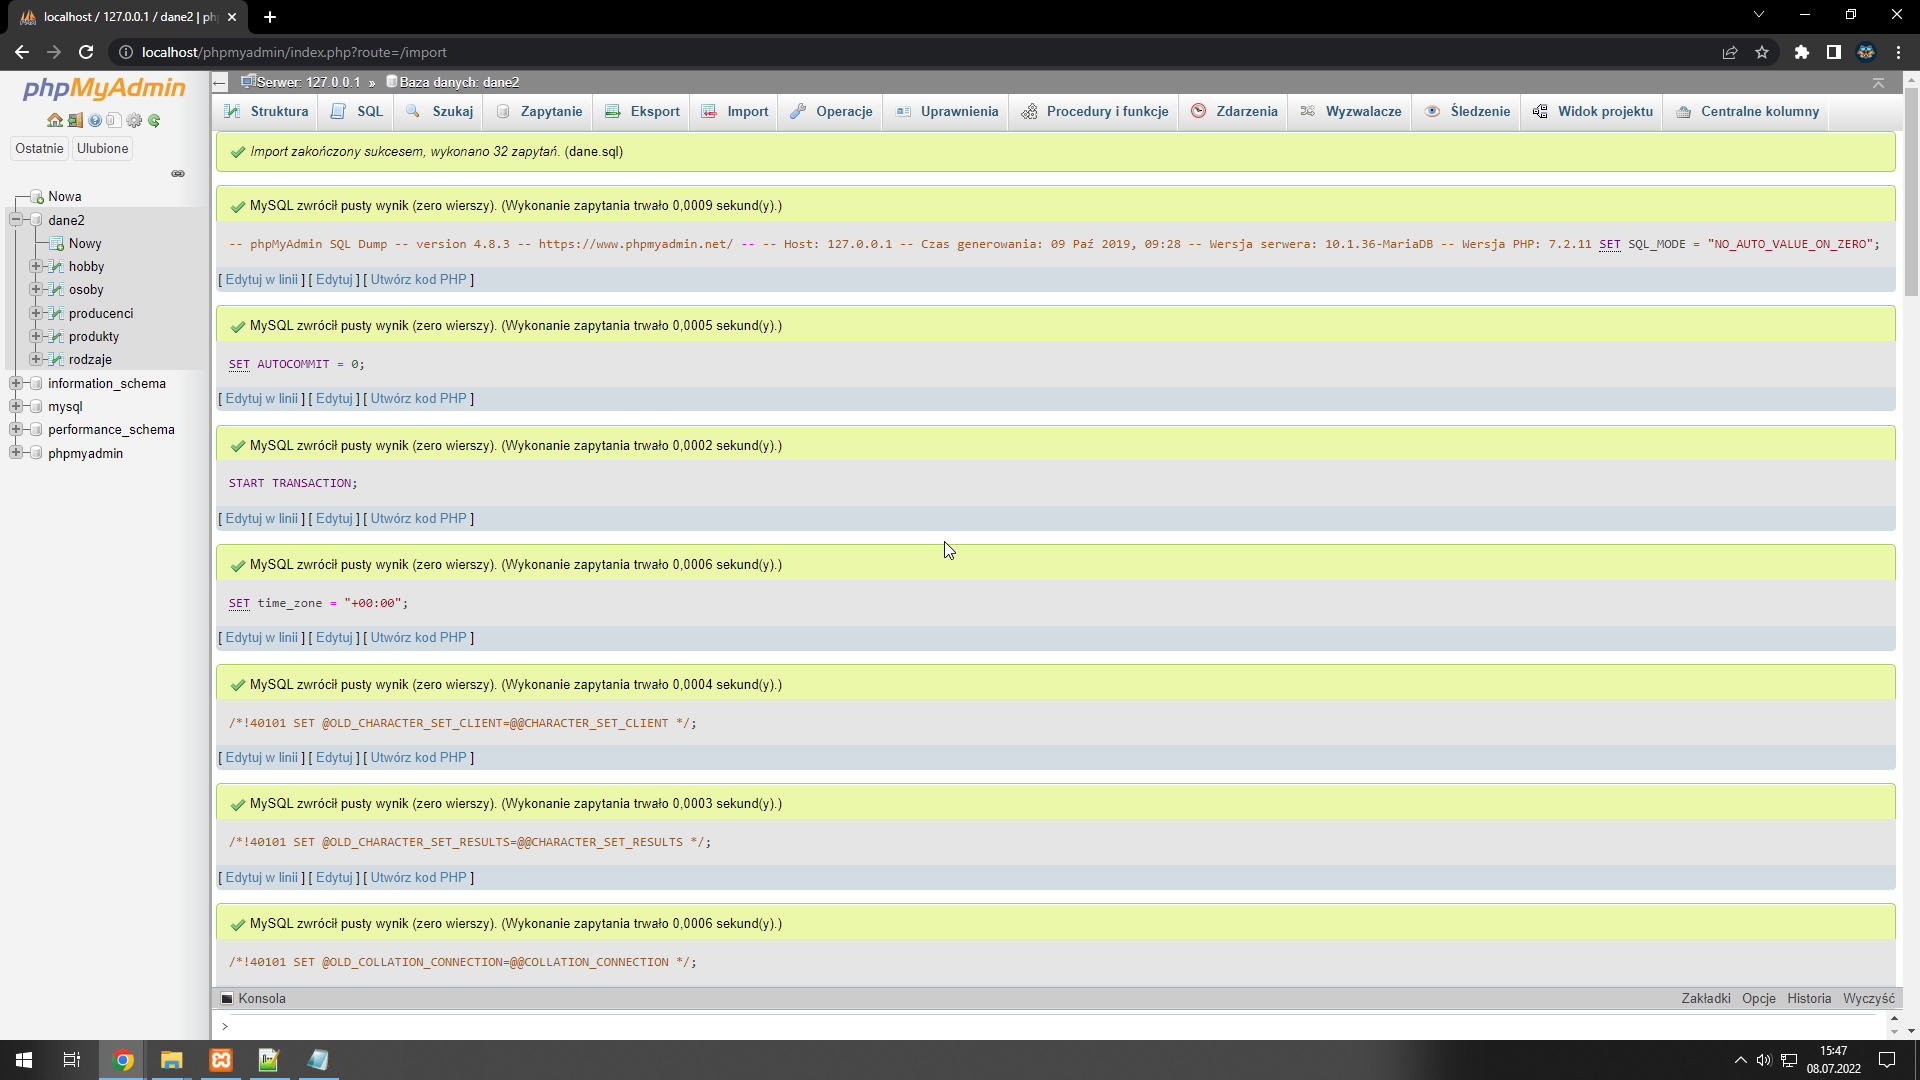 localhost / 127.0.0.1 / dane2 | ph
localhost/phpmyadmin/index.php?route=/import
phpMyAdmin
Ostatnie Ulubione
Nowa
dane2
Nowy
hobby
osoby
producenci
produkty
rodzaje
information_schema
mysql
performance_schema
phpmyadmin
Serwer: 127.0.0.1 » Baza danych: dane2
Struktura SQL Szukaj Zapytanie Eksport Import Operacje Uprawnienia Procedury i funkcje Zdarzenia Wyzwalacze Śledzenie Widok projektu Centralne kolumny
Import zakończony sukcesem, wykonano 32 zapytań. (dane.sql)
MySQL zwrócił pusty wynik (zero wierszy). (Wykonanie zapytania trwało 0,0009 sekund(y).)
-- phpMyAdmin SQL Dump -- version 4.8.3 -- https://www.phpmyadmin.net/ -- -- Host: 127.0.0.1 -- Czas generowania: 09 Paź 2019, 09:28 -- Wersja serwera: 10.1.36-MariaDB -- Wersja PHP: 7.2.11 SET SQL_MODE = "NO_AUTO_VALUE_ON_ZERO";
[ Edytuj w linii ] [ Edytuj ] [ Utwórz kod PHP ]
MySQL zwrócił pusty wynik (zero wierszy). (Wykonanie zapytania trwało 0,0005 sekund(y).)
SET AUTOCOMMIT = 0;
[ Edytuj w linii ] [ Edytuj ] [ Utwórz kod PHP ]
MySQL zwrócił pusty wynik (zero wierszy). (Wykonanie zapytania trwało 0,0002 sekund(y).)
START TRANSACTION;
[ Edytuj w linii ] [ Edytuj ] [ Utwórz kod PHP ]
MySQL zwrócił pusty wynik (zero wierszy). (Wykonanie zapytania trwało 0,0006 sekund(y).)
SET time_zone = "+00:00";
[ Edytuj w linii ] [ Edytuj ] [ Utwórz kod PHP ]
MySQL zwrócił pusty wynik (zero wierszy). (Wykonanie zapytania trwało 0,0004 sekund(y).)
/*!40101 SET @OLD_CHARACTER_SET_CLIENT=@@CHARACTER_SET_CLIENT */;
[ Edytuj w linii ] [ Edytuj ] [ Utwórz kod PHP ]
MySQL zwrócił pusty wynik (zero wierszy). (Wykonanie zapytania trwało 0,0003 sekund(y).)
/*!40101 SET @OLD_CHARACTER_SET_RESULTS=@@CHARACTER_SET_RESULTS */;
[ Edytuj w linii ] [ Edytuj ] [ Utwórz kod PHP ]
MySQL zwrócił pusty wynik (zero wierszy). (Wykonanie zapytania trwało 0,0006 sekund(y).)
/*!40101 SET @OLD_COLLATION_CONNECTION=@@COLLATION_CONNECTION */;
Konsola Zakładki Opcje Historia Wyczyść
>
15:47
08.07.2022